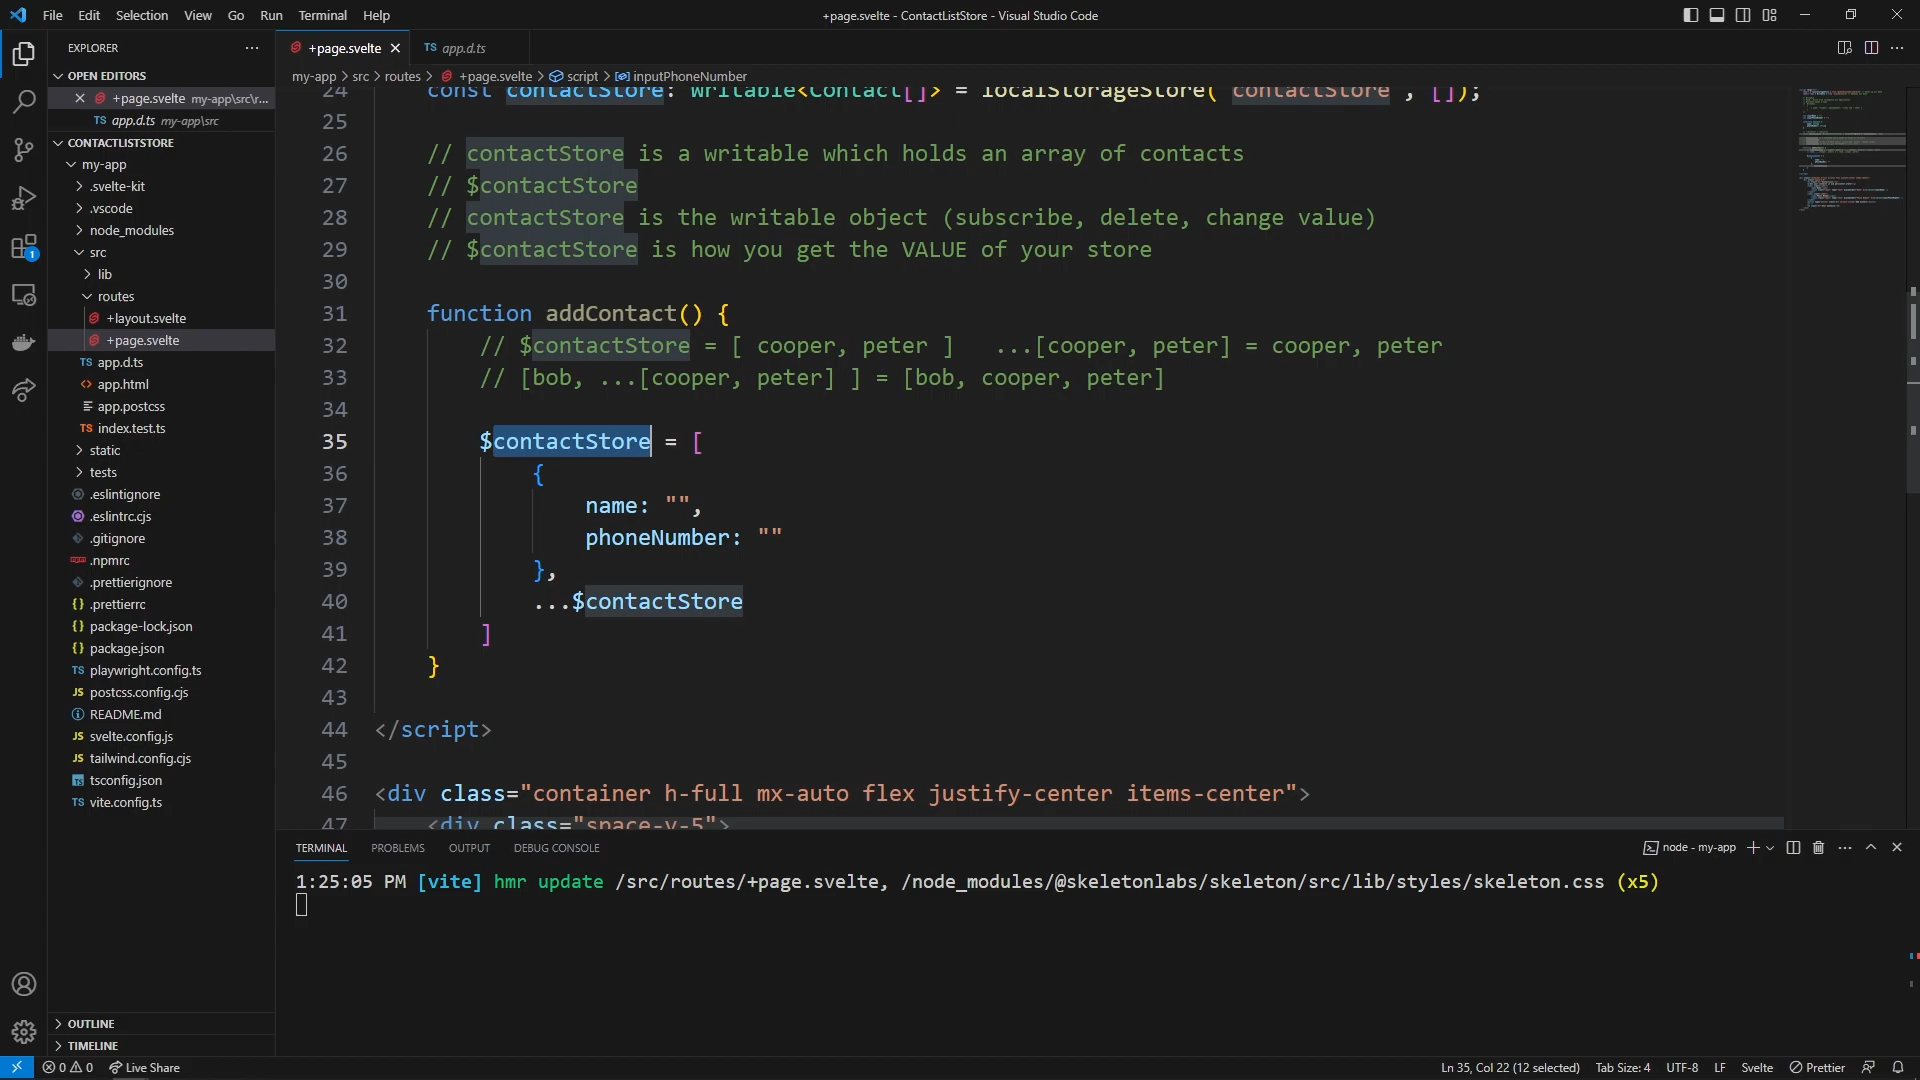 File Edit Selection View Go Run Terminal Help
+page.svelte - ContactListStore - Visual Studio Code
EXPLORER
OPEN EDITORS
+page.svelte my-app\src\r...
TS app.d.ts my-app\src
CONTACTLISTSTORE
my-app
.svelte-kit
.vscode
node_modules
src
lib
routes
+layout.svelte
+page.svelte
TS app.d.ts
app.html
app.postcss
TS index.test.ts
static
tests
.eslintignore
.eslintrc.cjs
.gitignore
.npmrc
.prettierignore
.prettierrc
package-lock.json
package.json
TS playwright.config.ts
JS postcss.config.cjs
README.md
JS svelte.config.js
JS tailwind.config.cjs
tsconfig.json
TS vite.config.ts
OUTLINE
TIMELINE
+page.svelte
TS app.d.ts
my-app > src > routes > +page.svelte > script > inputPhoneNumber
24 const contactStore: Writable<Contact[]> = localStorageStore( contactStore , []);
25
26 // contactStore is a writable which holds an array of contacts
27 // $contactStore
28 // contactStore is the writable object (subscribe, delete, change value)
29 // $contactStore is how you get the VALUE of your store
30
31 function addContact() {
32 // $contactStore = [ cooper, peter ] ...[cooper, peter] = cooper, peter
33 // [bob, ...[cooper, peter] ] = [bob, cooper, peter]
34
35 $contactStore = [
36 {
37 name: "",
38 phoneNumber: ""
39 },
40 ...$contactStore
41 ]
42 }
43
44 </script>
45
46 <div class="container h-full mx-auto flex justify-center items-center">
47 <div class="space-y-5">
TERMINAL PROBLEMS OUTPUT DEBUG CONSOLE
node - my-app
1:25:05 PM [vite] hmr update /src/routes/+page.svelte, /node_modules/@skeletonlabs/skeleton/src/lib/styles/skeleton.css (x5)
0 0 Live Share
Ln 35, Col 22 (12 selected) Tab Size: 4 UTF-8 LF Svelte Prettier